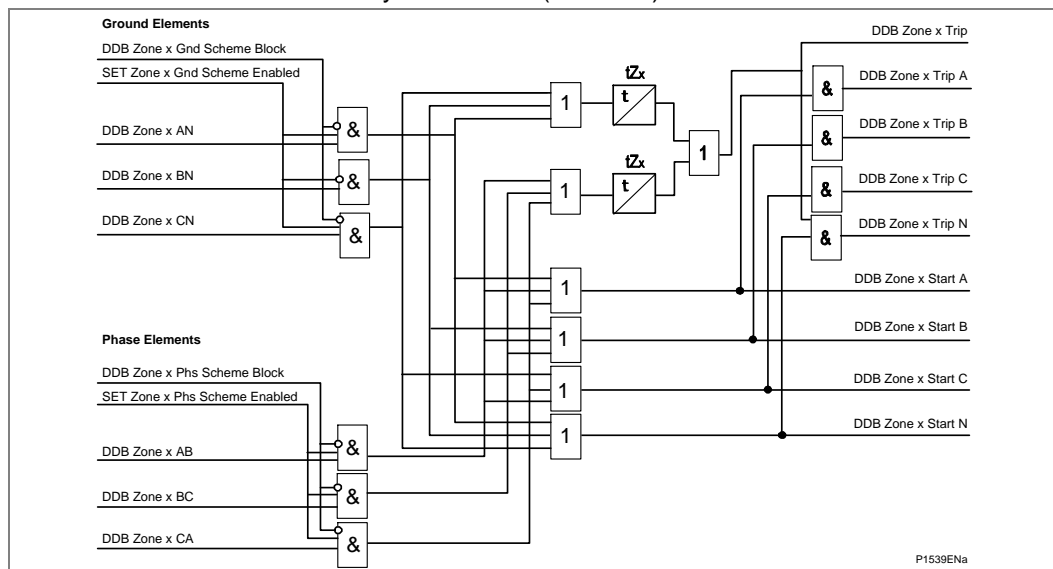 Ground Elements
DDB Zone x Gnd Scheme Block
SET Zone x Gnd Scheme Enabled
DDB Zone x AN
DDB Zone x BN
DDB Zone x CN
Phase Elements
DDB Zone x Phs Scheme Block
SET Zone x Phs Scheme Enabled
DDB Zone x AB
DDB Zone x BC
DDB Zone x CA
&
&
&
&
&
&
1
1
1
1
1
1
tZx
t
tZx
t
1
&
&
&
&
DDB Zone x Trip
DDB Zone x Trip A
DDB Zone x Trip B
DDB Zone x Trip C
DDB Zone x Trip N
DDB Zone x Start A
DDB Zone x Start B
DDB Zone x Start C
DDB Zone x Start N
P1539ENa